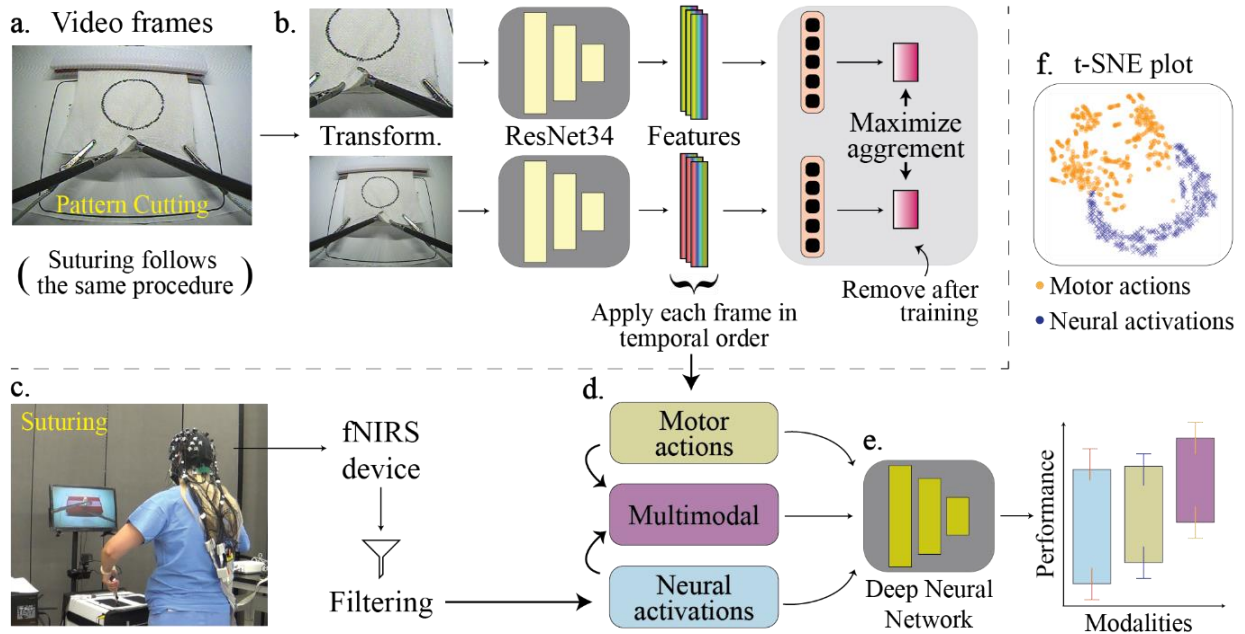 a. Video frames
Pattern Cutting
( Suturing follows
the same procedure )
b.
Transform.
ResNet34
Features
Maximize
aggrement
Remove after
training
Apply each frame in
temporal order
f. t-SNE plot
Motor actions
Neural activations
c.
Suturing
fNIRS
device
Filtering
d.
Motor
actions
Multimodal
Neural
activations
e.
Deep Neural
Network
Performance
Modalities